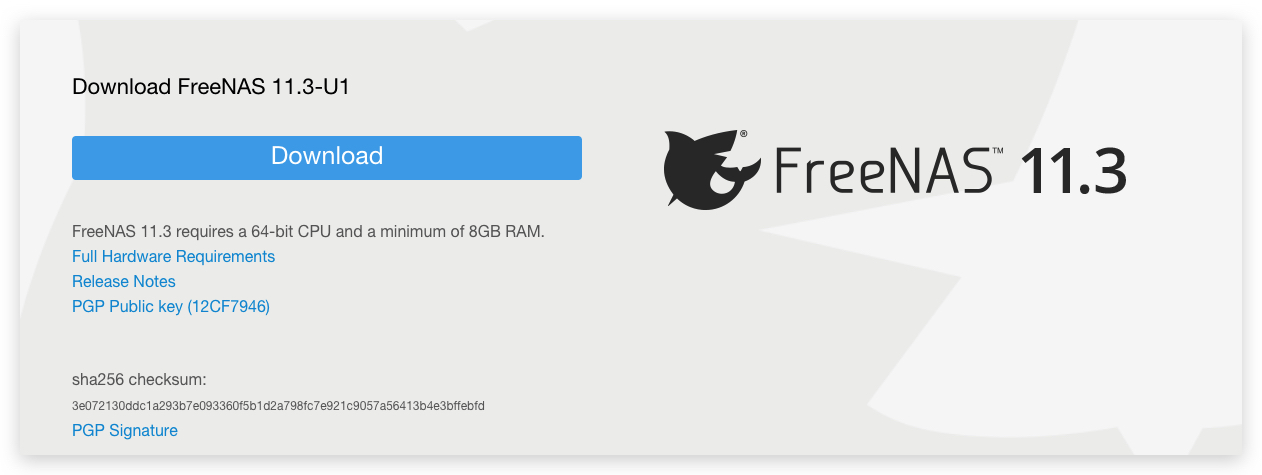 Download FreeNAS 11.3-U1
Download
® FreeNAS™ 11.3
FreeNAS 11.3 requires a 64-bit CPU and a minimum of 8GB RAM.
Full Hardware Requirements
Release Notes
PGP Public key (12CF7946)
sha256 checksum:
3e072130ddc1a293b7e093360f5b1d2a798fc7e921c9057a56413b4e3bffebfd
PGP Signature